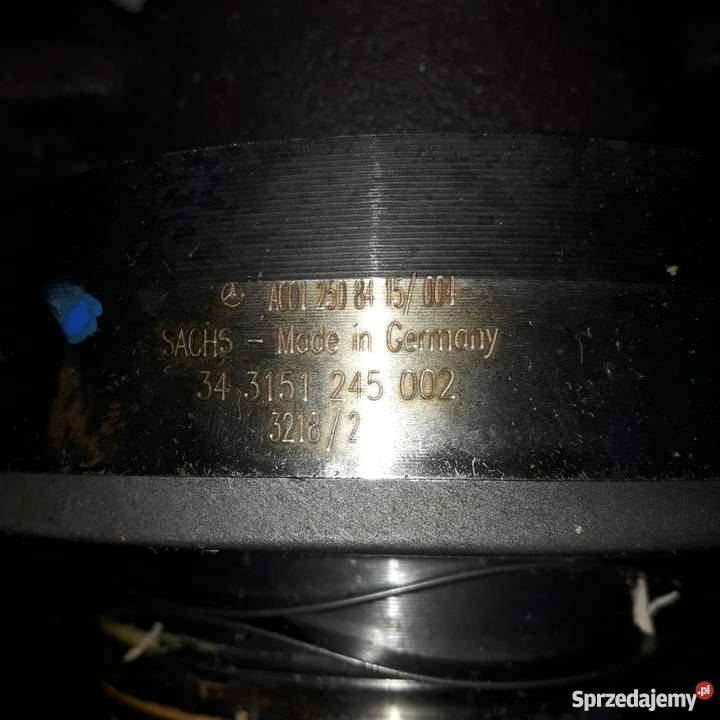 A001 250 84 15/001
SACHS - Made in Germany
34 3151 245 002
3218/2
Sprzedajemy.pl